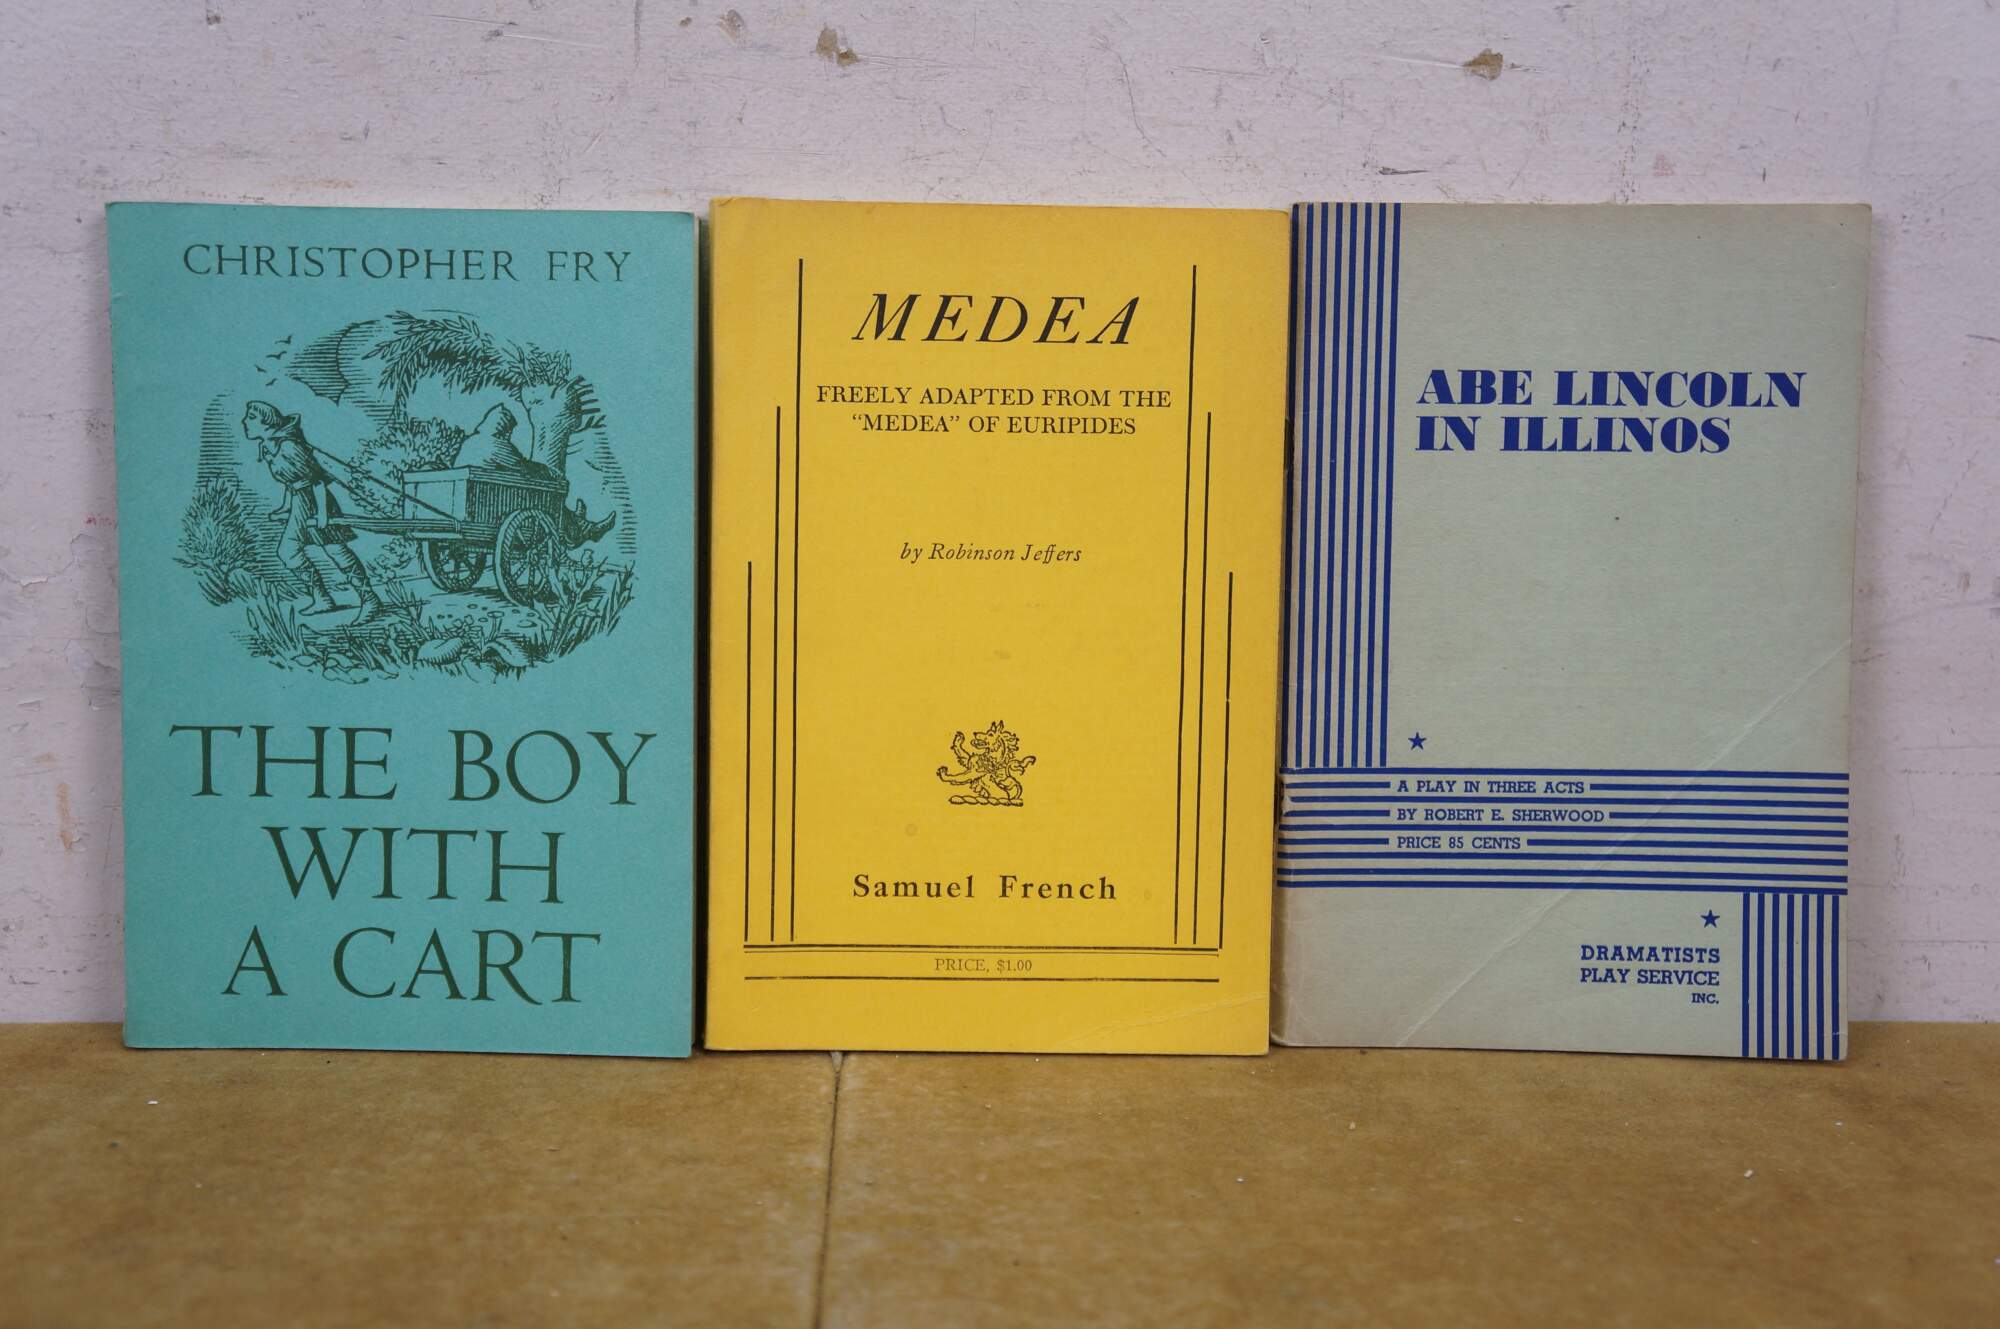 CHRISTOPHER FRY
THE BOY
WITH
A CART
MEDEA
FREELY ADAPTED FROM THE
“MEDEA” OF EURIPIDES
by Robinson Jeffers
Samuel French
PRICE, $1.00
ABE LINCOLN
IN ILLINOS
A PLAY IN THREE ACTS
BY ROBERT E. SHERWOOD
PRICE 85 CENTS
DRAMATISTS
PLAY SERVICE
INC.